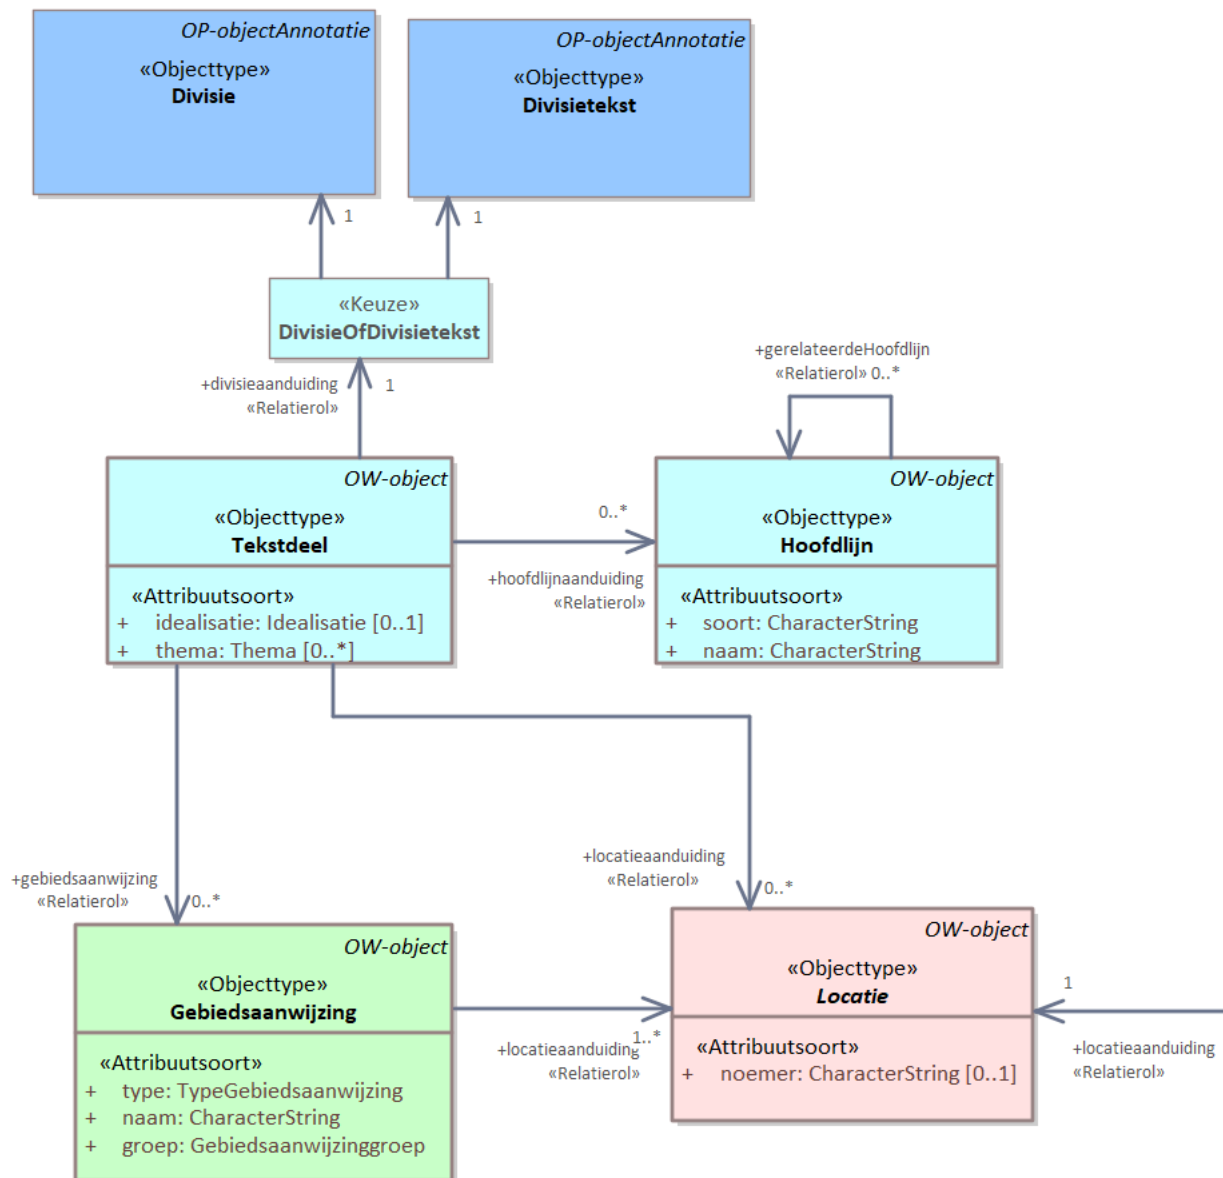 OP-objectAnnotatie
«Objecttype»
Divisie
OP-objectAnnotatie
«Objecttype»
Divisietekst
1
1
«Keuze»
DivisieOfDivisietekst
+divisieaanduiding
«Relatierol»
1
+gerelateerdeHoofdlijn
«Relatierol» 0..*
OW-object
«Objecttype»
Tekstdeel
«Attribuutsoort»
+ idealisatie: Idealisatie [0..1]
+ thema: Thema [0..*]
0..*
+hoofdlijnaanduiding
«Relatierol»
OW-object
«Objecttype»
Hoofdlijn
«Attribuutsoort»
+ soort: CharacterString
+ naam: CharacterString
+gebiedsaanwijzing
«Relatierol»
0..*
+locatieaanduiding
«Relatierol»
0..*
OW-object
«Objecttype»
Gebiedsaanwijzing
«Attribuutsoort»
+ type: TypeGebiedsaanwijzing
+ naam: CharacterString
+ groep: Gebiedsaanwijzinggroep
1..*
+locatieaanduiding
«Relatierol»
OW-object
«Objecttype»
Locatie
«Attribuutsoort»
+ noemer: CharacterString [0..1]
1
+locatieaanduiding
«Relatierol»